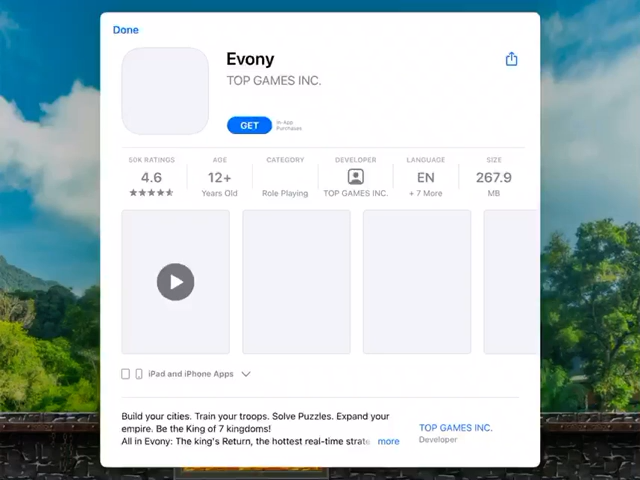 Done
Evony
TOP GAMES INC.
GET
In-App
Purchases
50K RATINGS
4.6
AGE
12+
Years Old
CATEGORY
Role Playing
DEVELOPER
TOP GAMES INC.
LANGUAGE
EN
+ 7 More
SIZE
267.9
MB
iPad and iPhone Apps
Build your cities. Train your troops. Solve Puzzles. Expand your
empire. Be the King of 7 kingdoms!
All in Evony: The king's Return, the hottest real-time strate more
TOP GAMES INC.
Developer